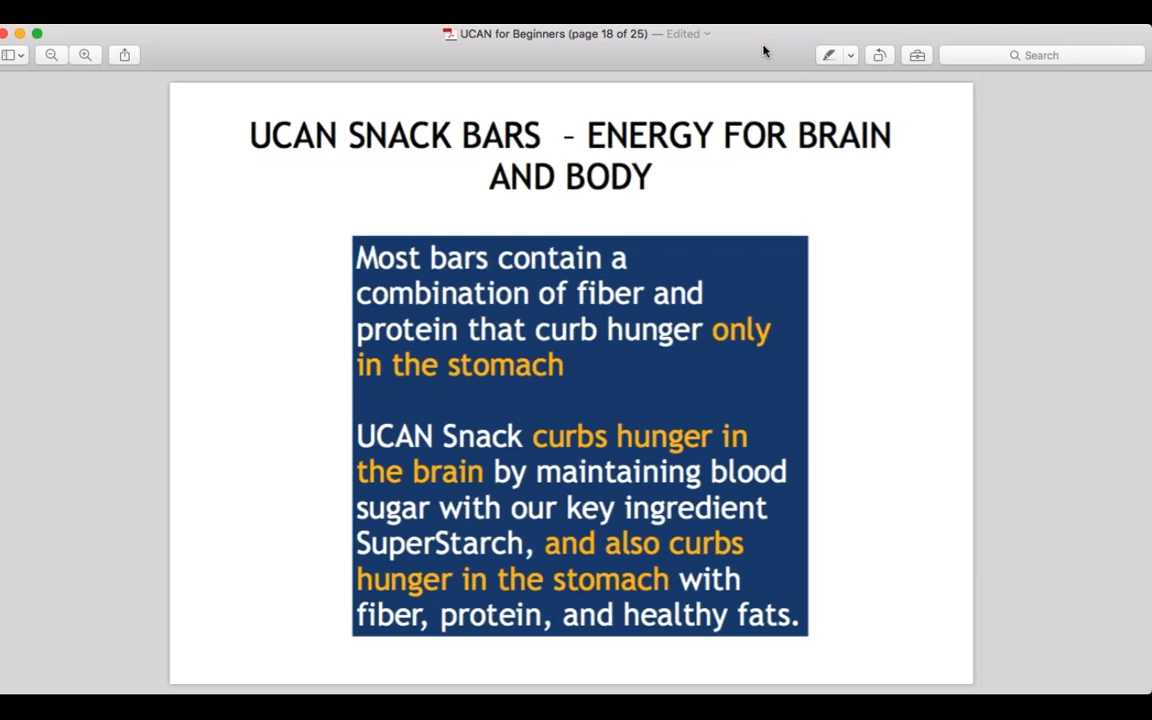 UCAN for Beginners (page 18 of 25) — Edited
Search
UCAN SNACK BARS – ENERGY FOR BRAIN
AND BODY
Most bars contain a
combination of fiber and
protein that curb hunger only
in the stomach
UCAN Snack curbs hunger in
the brain by maintaining blood
sugar with our key ingredient
SuperStarch, and also curbs
hunger in the stomach with
fiber, protein, and healthy fats.